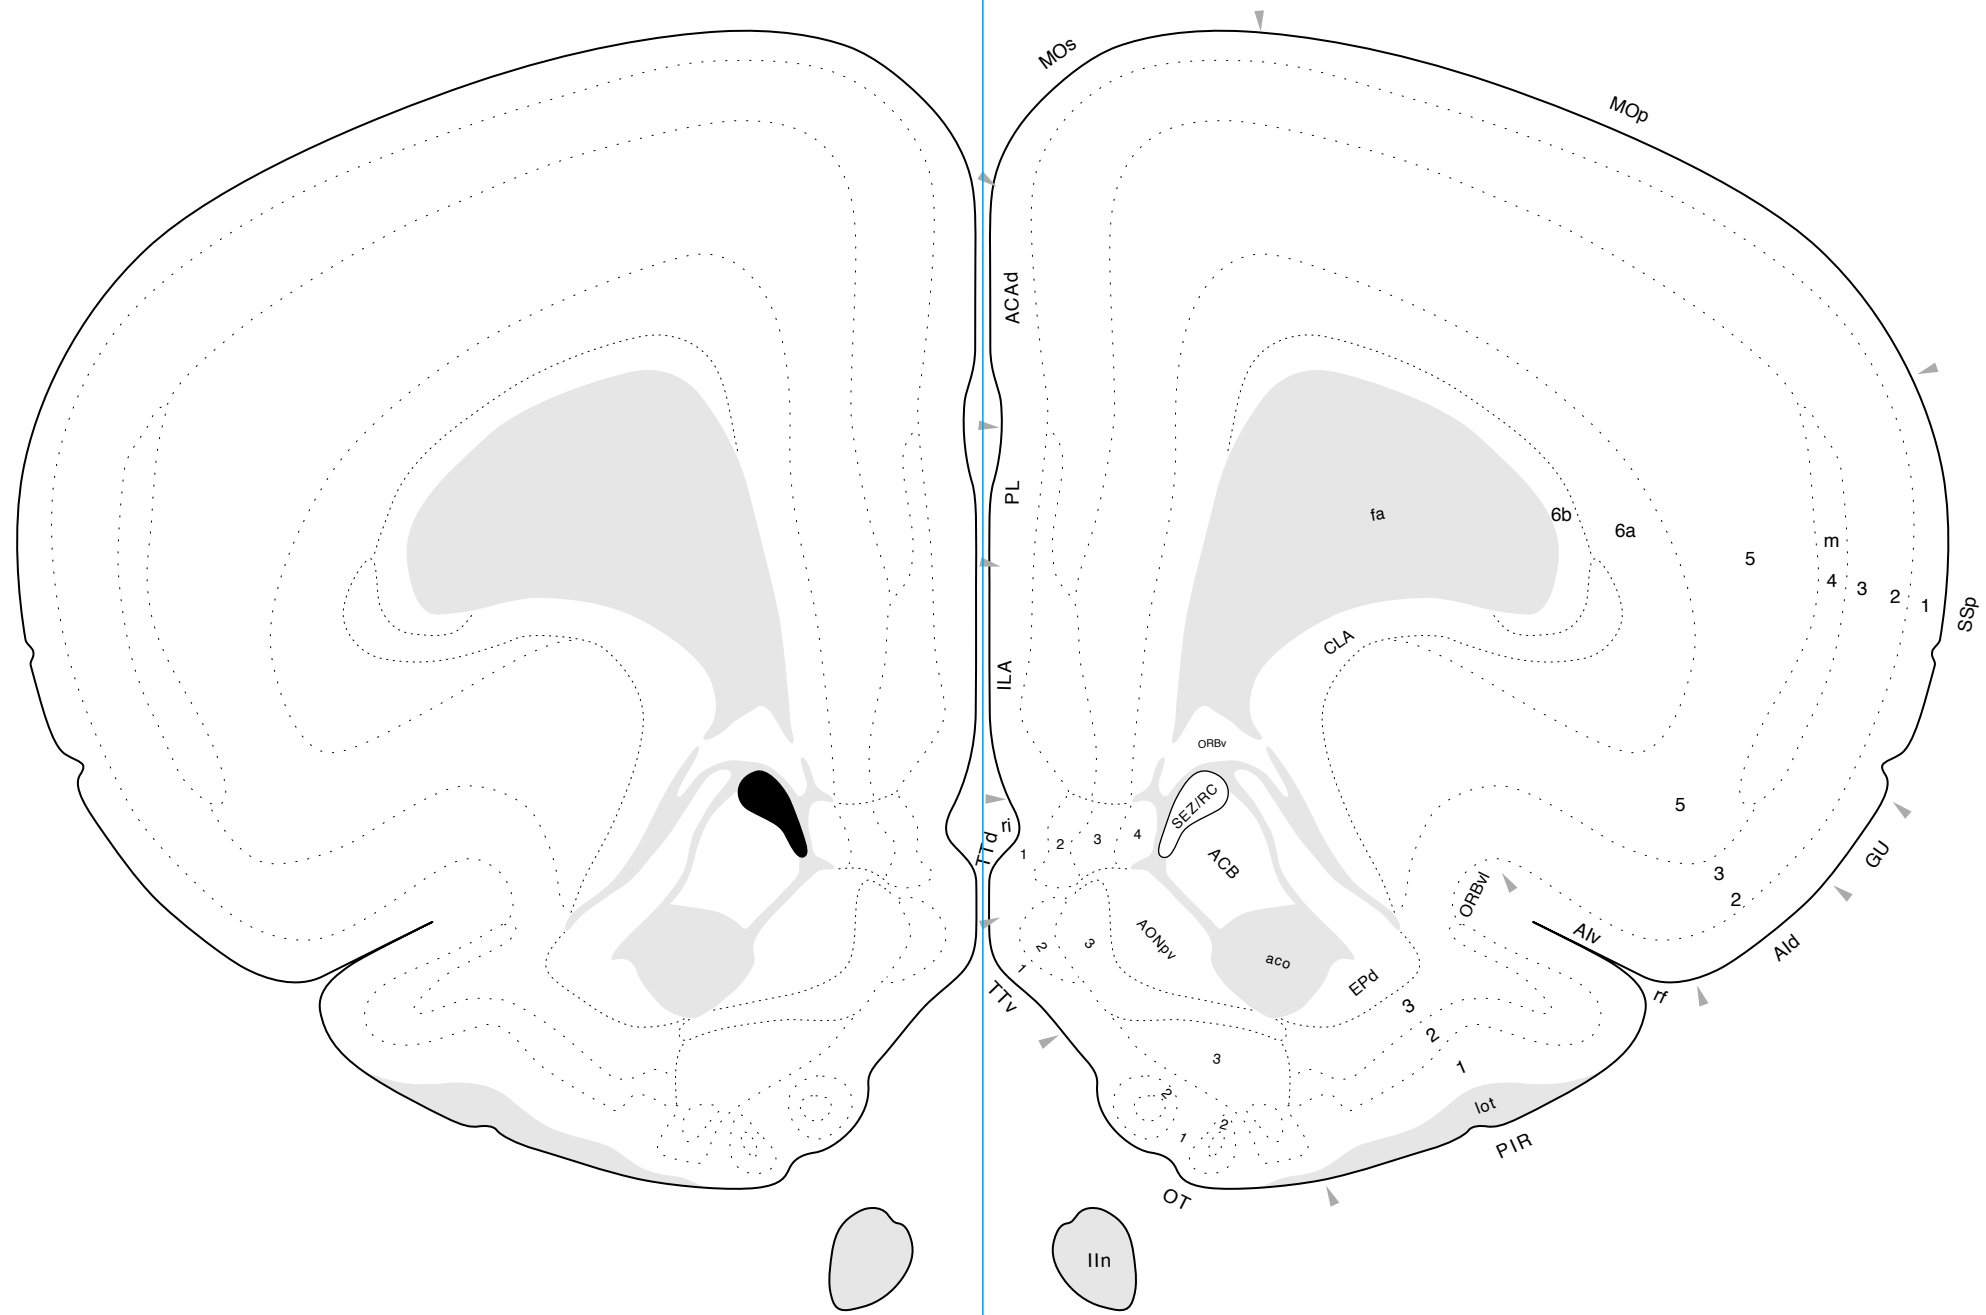 MOs
MOp
ACAd
PL
fa
6b
6a
5
m
4
3
2
1
SSp
ILA
CLA
ORBv
SEZ/RC
5
ri
TTd
1
2
3
4
ACB
GU
3
2
ORBvl
AIv
AId
AONpv
2
3
1
aco
EPd
rf
TTv
3
2
1
3
2
2
1
lot
PIR
OT
IIn